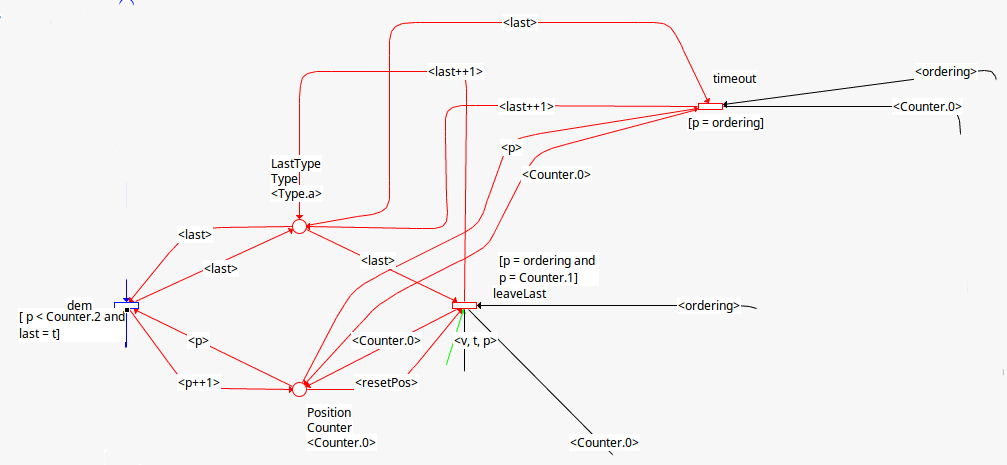 <last>
<last++1>
timeout
<ordering>
<last++1>
<Counter.0>
[p = ordering]
<p>
LastType
Type
<Type.a>
<Counter.0>
<last>
<last>
<last>
[p = ordering and
p = Counter.1]
leaveLast
dem
[ p < Counter.2 and
last = t]
<ordering>
<p>
<Counter.0>
<v, t, p>
<p++1>
<resetPos>
Position
Counter
<Counter.0>
<Counter.0>